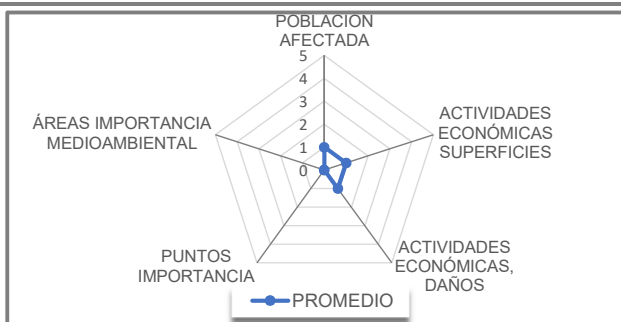 POBLACIÓN
AFECTADA
5
4
3
2
1
0
ACTIVIDADES
ECONÓMICAS
SUPERFICIES
ACTIVIDADES
ECONÓMICAS,
DAÑOS
PUNTOS
IMPORTANCIA
ÁREAS IMPORTANCIA
MEDIOAMBIENTAL
PROMEDIO